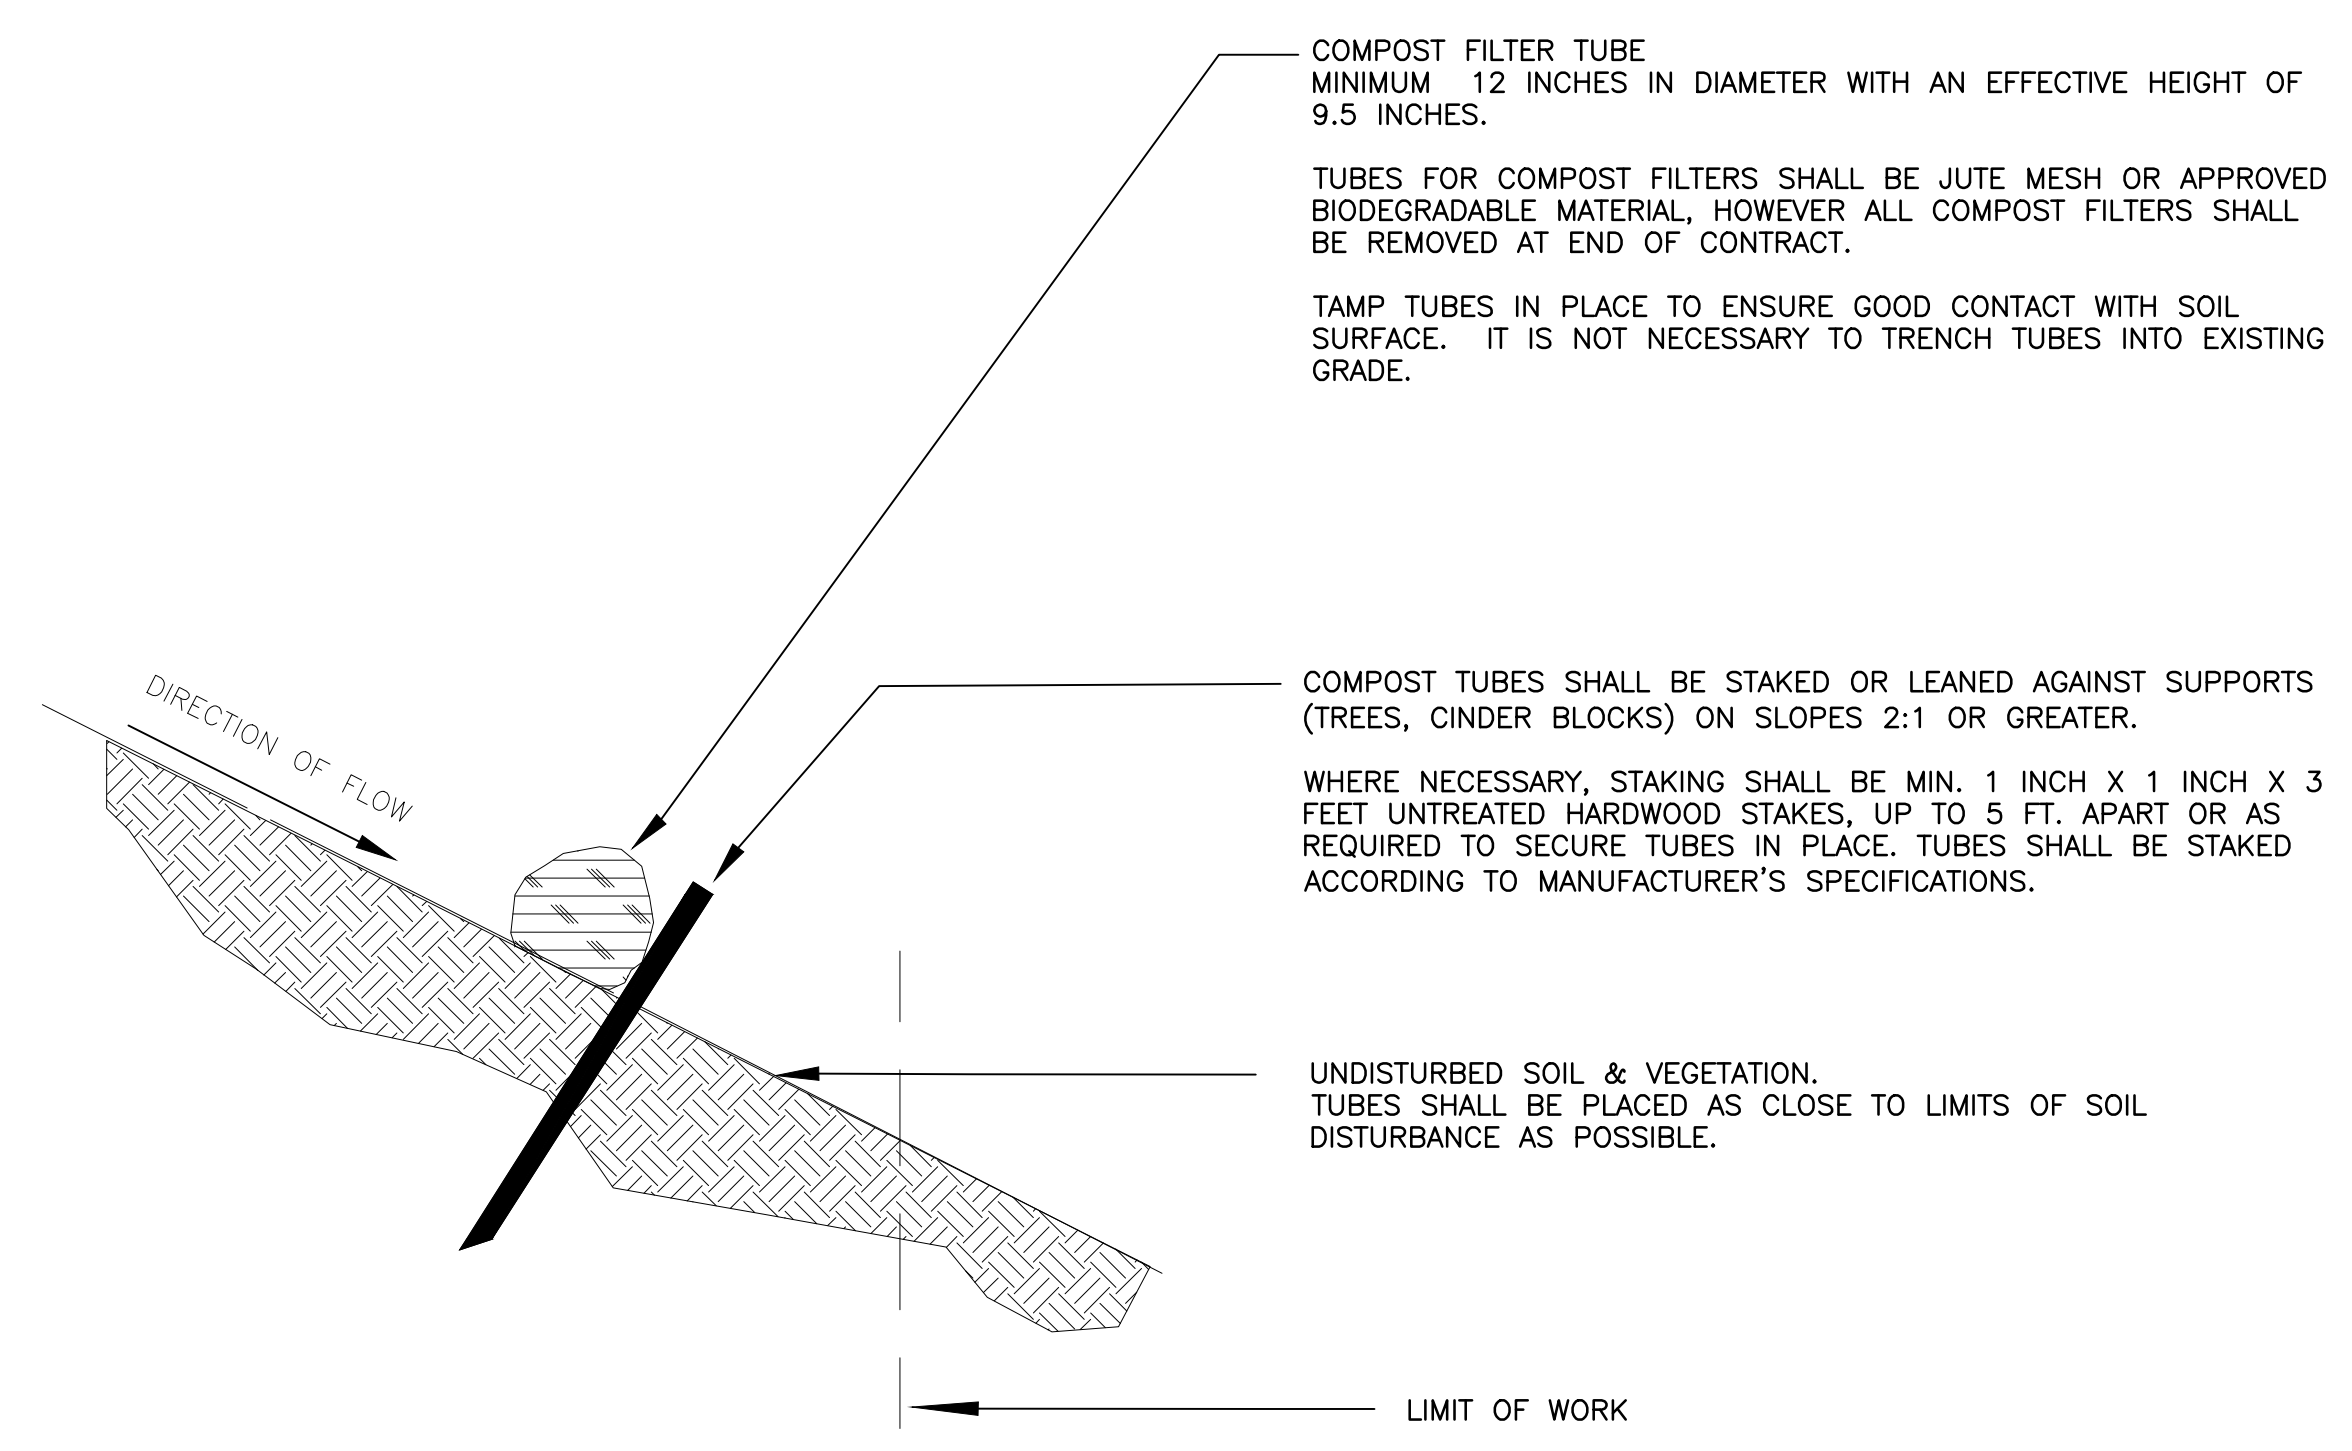 COMPOST FILTER TUBE
MINIMUM 12 INCHES IN DIAMETER WITH AN EFFECTIVE HEIGHT OF
9.5 INCHES.
TUBES FOR COMPOST FILTERS SHALL BE JUTE MESH OR APPROVED
BIODEGRADABLE MATERIAL, HOWEVER ALL COMPOST FILTERS SHALL
BE REMOVED AT END OF CONTRACT.
TAMP TUBES IN PLACE TO ENSURE GOOD CONTACT WITH SOIL
SURFACE. IT IS NOT NECESSARY TO TRENCH TUBES INTO EXISTING
GRADE.
DIRECTION OF FLOW
COMPOST TUBES SHALL BE STAKED OR LEANED AGAINST SUPPORTS
(TREES, CINDER BLOCKS) ON SLOPES 2:1 OR GREATER.
WHERE NECESSARY, STAKING SHALL BE MIN. 1 INCH X 1 INCH X 3
FEET UNTREATED HARDWOOD STAKES, UP TO 5 FT. APART OR AS
REQUIRED TO SECURE TUBES IN PLACE. TUBES SHALL BE STAKED
ACCORDING TO MANUFACTURER'S SPECIFICATIONS.
UNDISTURBED SOIL & VEGETATION.
TUBES SHALL BE PLACED AS CLOSE TO LIMITS OF SOIL
DISTURBANCE AS POSSIBLE.
LIMIT OF WORK